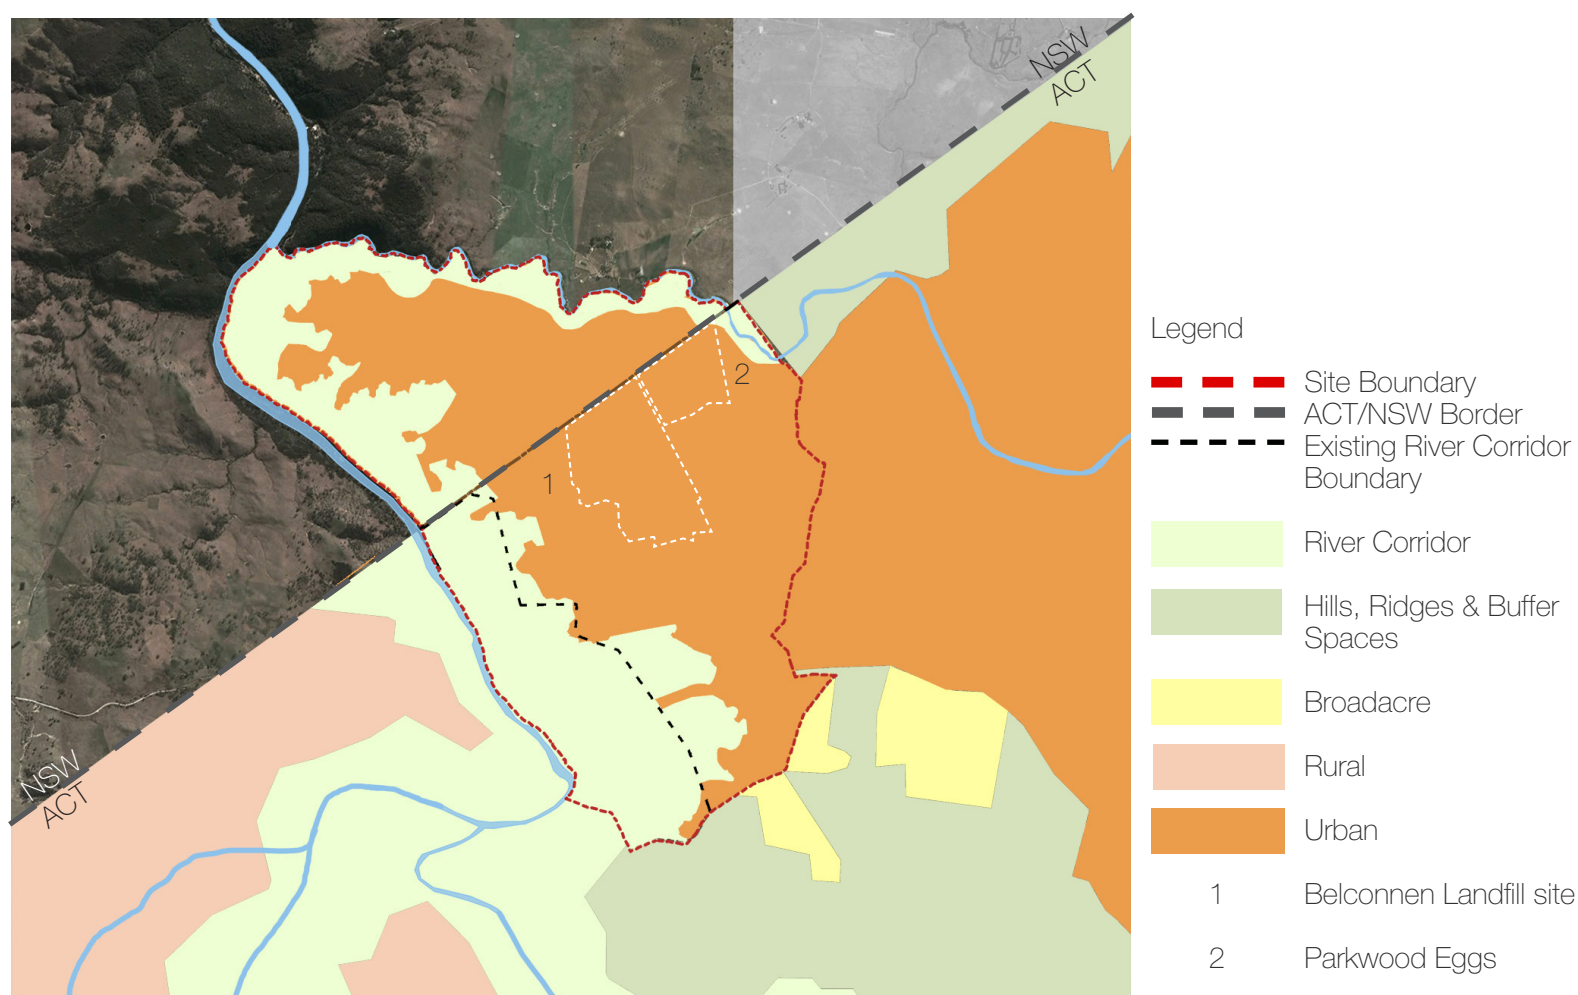 NSW
ACT
2
1
NSW
ACT
Legend
Site Boundary
ACT/NSW Border
Existing River Corridor
Boundary
River Corridor
Hills, Ridges & Buffer
Spaces
Broadacre
Rural
Urban
1 Belconnen Landfill site
2 Parkwood Eggs